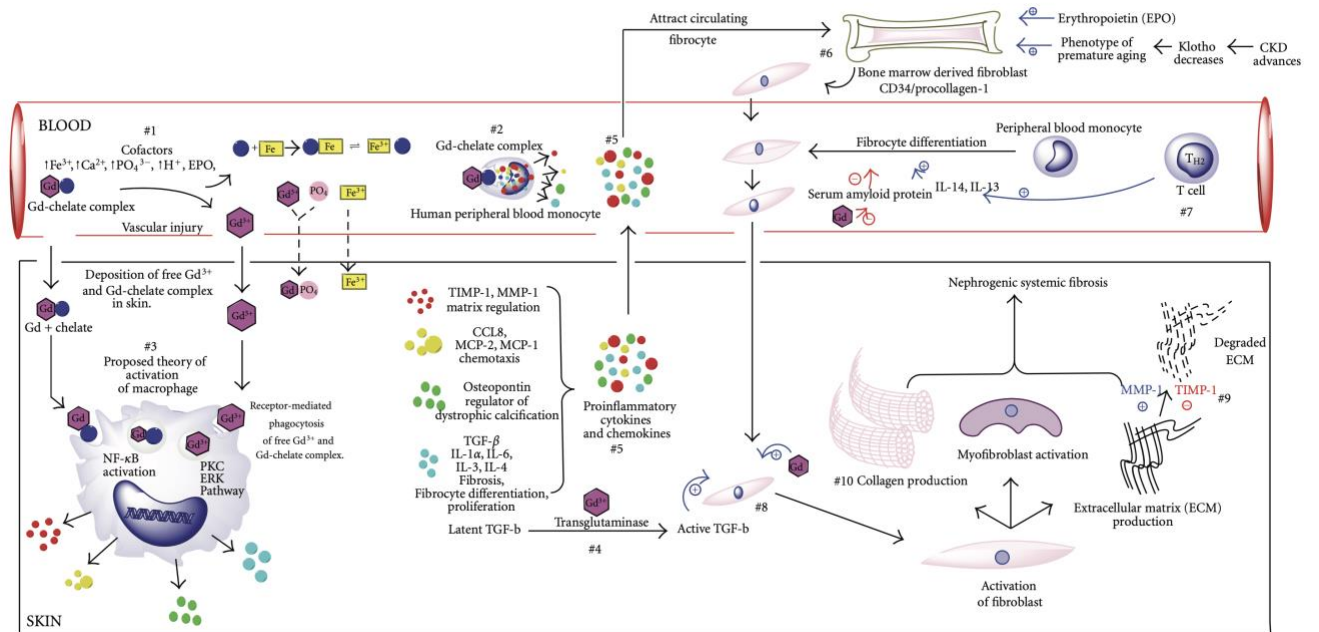 Attract circulating
fibrocyte
#6
Erythropoietin (EPO)
Phenotype of
premature aging
Klotho
decreases
CKD
advances
Bone marrow derived fibroblast
CD34/procollagen-1
BLOOD
#1
Cofactors
↑Fe³⁺,↑Ca²⁺,↑PO₄³⁻, ↑H⁺, EPO,
Gd
Gd-chelate complex
Vascular injury
+ Fe → Fe ⇌ Fe³⁺
Gd³⁺
PO₄
Fe³⁺
Gd³⁺
#2
Gd-chelate complex
Gd
Human peripheral blood monocyte
#5
Fibrocyte differentiation
Peripheral blood monocyte
T_H2
T cell
#7
Serum amyloid protein
IL-14, IL-13
Gd
Deposition of free Gd³⁺
and Gd-chelate complex
in skin.
Gd
Gd + chelate
Gd³⁺
Gd PO₄
Fe³⁺
#3
Proposed theory of
activation
of macrophage
Gd
Gd
Gd³⁺
Gd³⁺
NF-κB
activation
PKC
ERK
Pathway
Receptor-mediated
phagocytosis
of free Gd³⁺ and
Gd-chelate complex.
TIMP-1, MMP-1
matrix regulation
CCL8,
MCP-2, MCP-1
chemotaxis
Osteopontin
regulator of
dystrophic calcification
TGF-β
IL-1α, IL-6,
IL-3, IL-4
Fibrosis,
Fibrocyte differentiation,
proliferation
Proinflammatory
cytokines
and chemokines
#5
Latent TGF-b
Gd³⁺
Transglutaminase
#4
Active TGF-b
Gd
#8
Nephrogenic systemic fibrosis
#10 Collagen production
Myofibroblast activation
Degraded
ECM
MMP-1
TIMP-1
#9
Extracellular matrix (ECM)
production
Activation
of fibroblast
SKIN